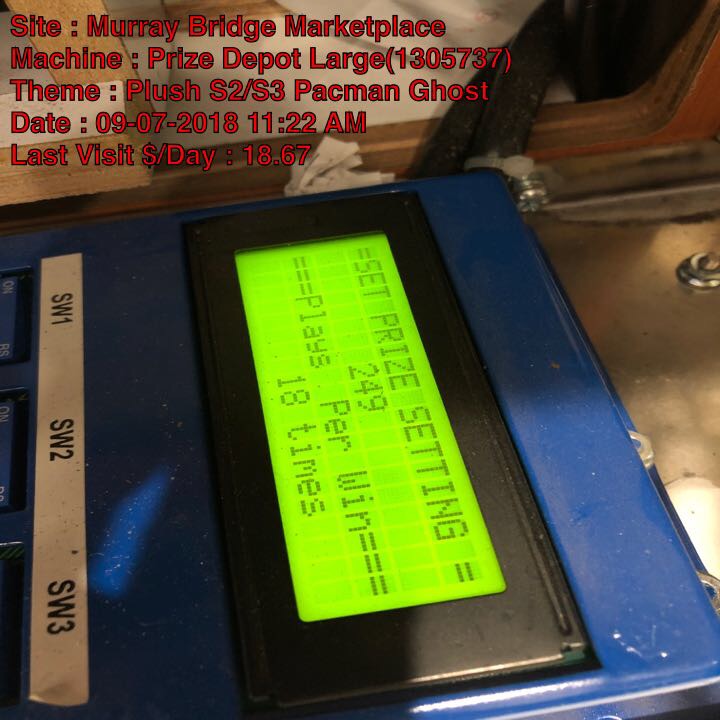 Site : Murray Bridge Marketplace
Machine : Prize Depot Large(1305737)
Theme : Plush S2/S3 Pacman Ghost
Date : 09-07-2018 11:22 AM
Last Visit $/Day : 18.67
=SET PRIZE SETTING =
249 Per Win===
===Plays 18 times
SW1
SW2
SW3
ON
ON